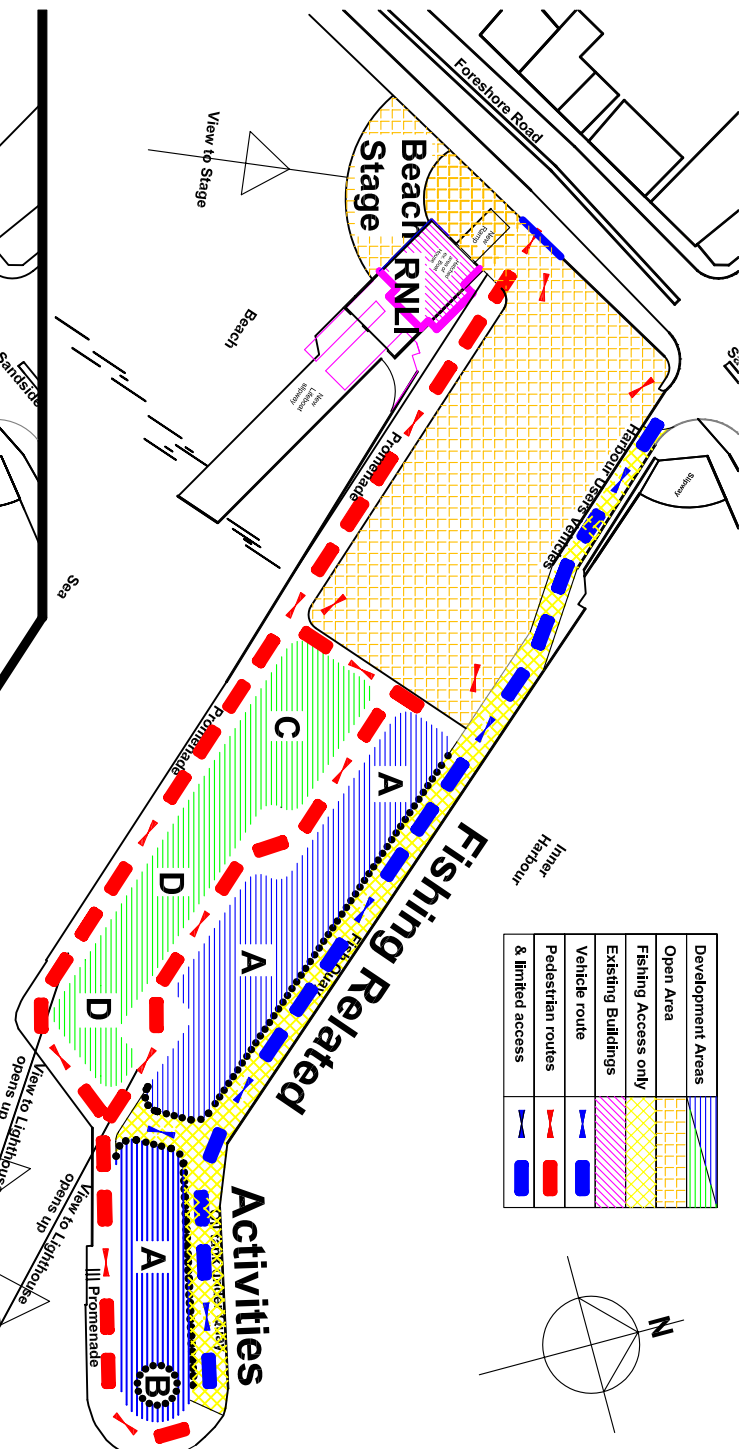 Foreshore Road
View to Stage
Beach
Stage
New
Ramp
RNLI
Beach
New
Lifeboat
slipway
Sandside
Sea
Promenade
Harbour Users Vehicles
Slipway
Promenade
C
A
D
A
D
Fish Quay
Inner
Harbour
Fishing Related
Activities
View to Lighthouse
opens up
View to Lighthouse
opens up
A
B
Promenade
Quay
Development Areas
Open Area
Fishing Access only
Existing Buildings
Vehicle route
Pedestrian routes
& limited access
N